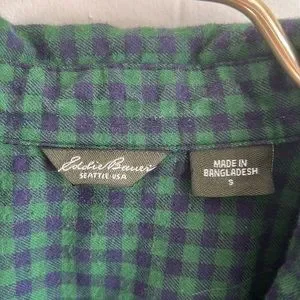 Eddie Bauer
SEATTLE USA
MADE IN
BANGLADESH
S